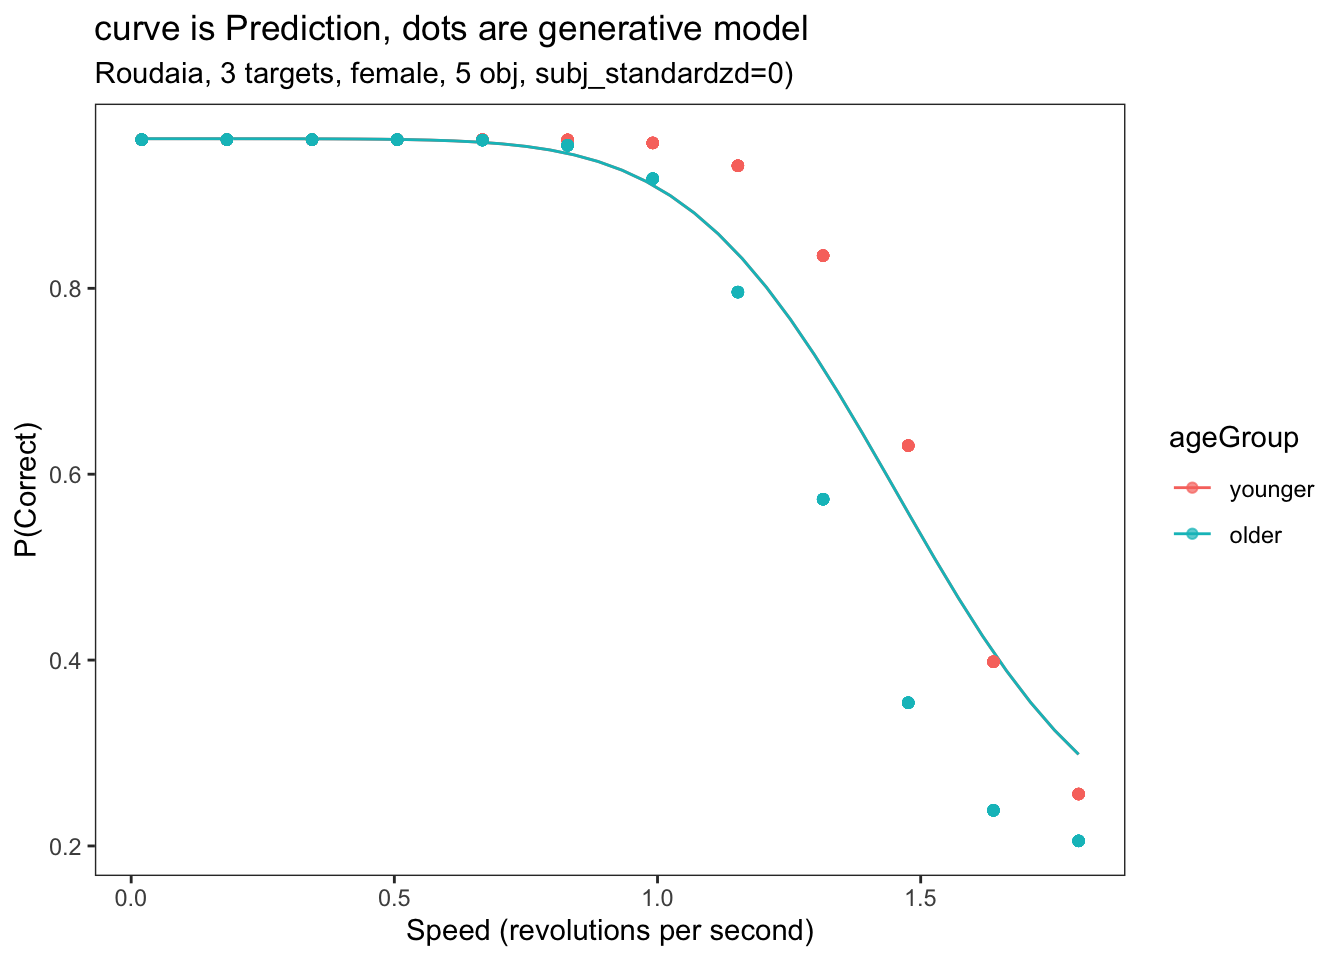 curve is Prediction, dots are generative model
Roudaia, 3 targets, female, 5 obj, subj_standardzd=0)
P(Correct)
0.8
0.6
0.4
0.2
0.0
0.5
1.0
1.5
Speed (revolutions per second)
ageGroup
younger
older